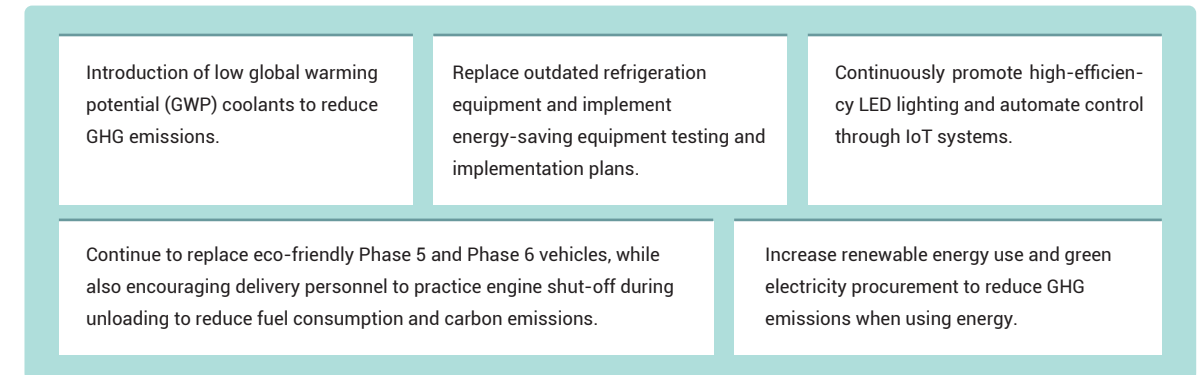 Introduction of low global warming
potential (GWP) coolants to reduce
GHG emissions.
Replace outdated refrigeration
equipment and implement
energy-saving equipment testing and
implementation plans.
Continuously promote high-efficien-
cy LED lighting and automate control
through IoT systems.
Continue to replace eco-friendly Phase 5 and Phase 6 vehicles, while
also encouraging delivery personnel to practice engine shut-off during
unloading to reduce fuel consumption and carbon emissions.
Increase renewable energy use and green
electricity procurement to reduce GHG
emissions when using energy.